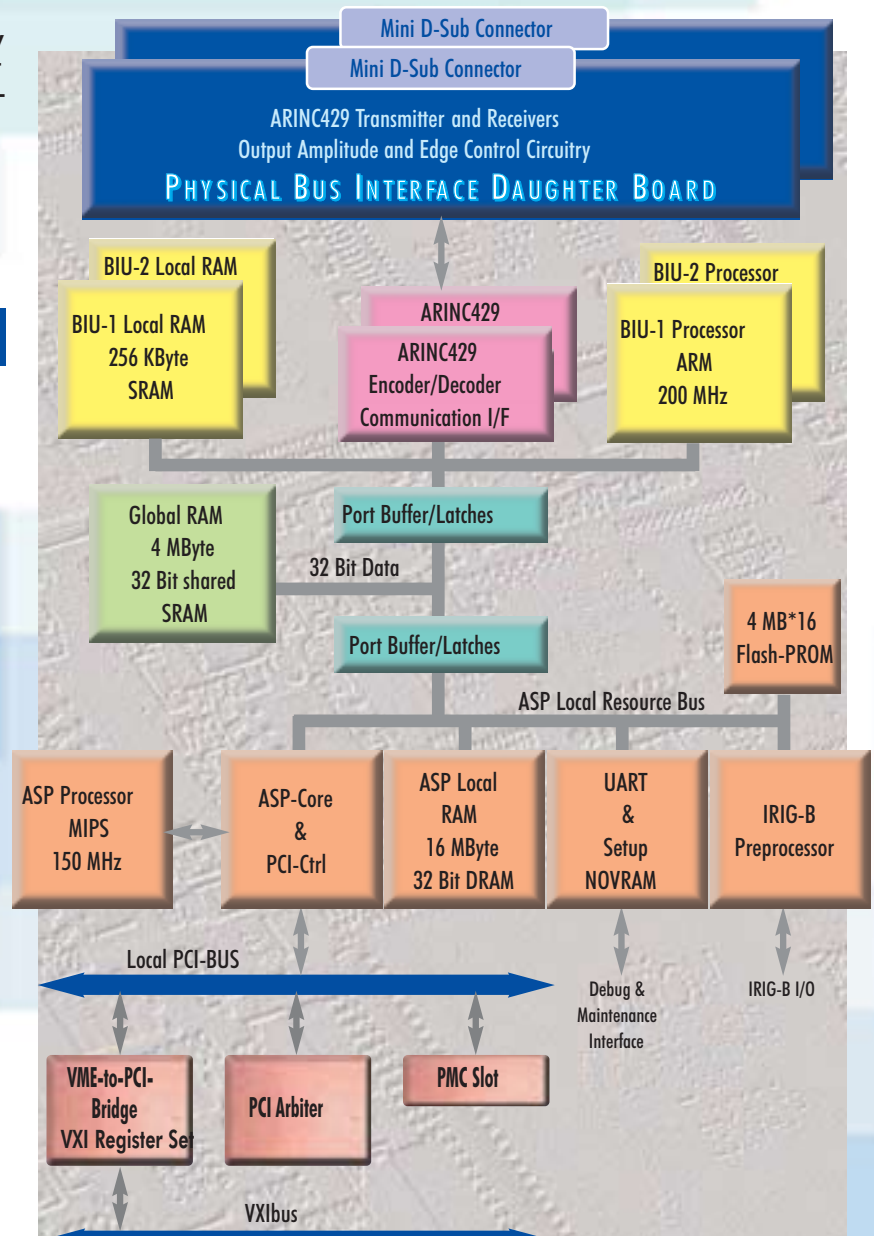 Mini D-Sub Connector
Mini D-Sub Connector
ARINC429 Transmitter and Receivers
Output Amplitude and Edge Control Circuitry
PHYSICAL BUS INTERFACE DAUGHTER BOARD
BIU-2 Local RAM
BIU-1 Local RAM
256 KByte
SRAM
ARINC429
ARINC429
Encoder/Decoder
Communication I/F
BIU-2 Processor
BIU-1 Processor
ARM
200 MHz
Global RAM
4 MByte
32 Bit shared
SRAM
Port Buffer/Latches
32 Bit Data
Port Buffer/Latches
4 MB*16
Flash-PROM
ASP Local Resource Bus
ASP Processor
MIPS
150 MHz
ASP-Core
&
PCI-Ctrl
ASP Local
RAM
16 MByte
32 Bit DRAM
UART
&
Setup
NOVRAM
IRIG-B
Preprocessor
Local PCI-BUS
Debug &
Maintenance
Interface
IRIG-B I/O
VME-to-PCI-
Bridge
VXI Register Set
PCI Arbiter
PMC Slot
VXIbus